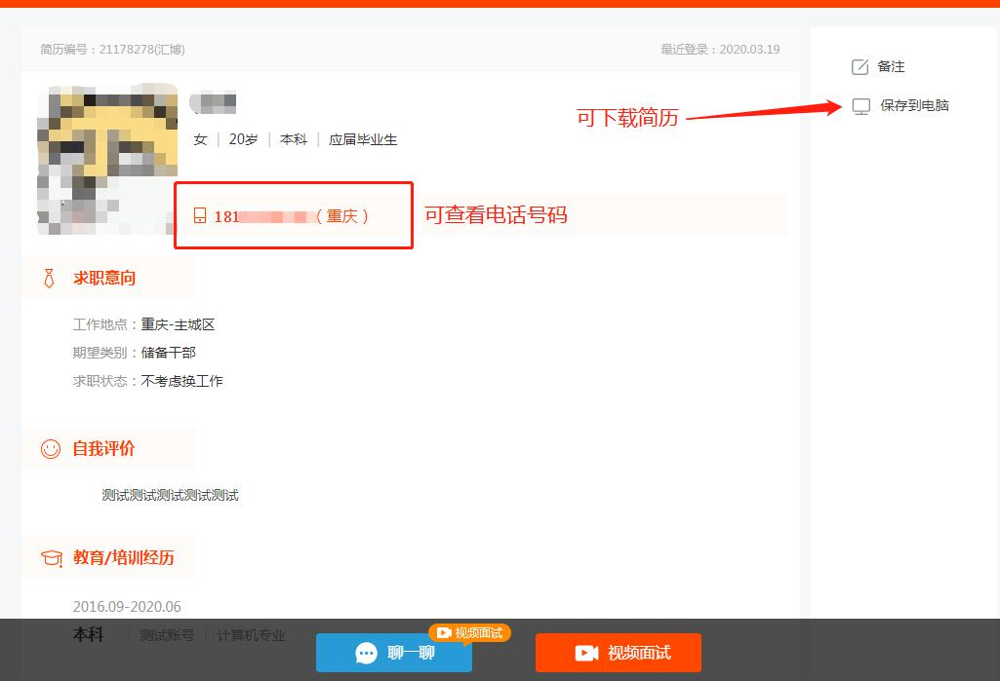 简历编号：21178278(汇博)
最近登录：2020.03.19
备注
保存到电脑
可下载简历
女 | 20岁 | 本科 | 应届毕业生
181
（重庆）
可查看电话号码
求职意向
工作地点：重庆-主城区
期望类别：储备干部
求职状态：不考虑换工作
自我评价
测试测试测试测试测试
教育/培训经历
2016.09-2020.06
本科 | 测试账号 | 计算机专业
视频面试
聊一聊
视频面试